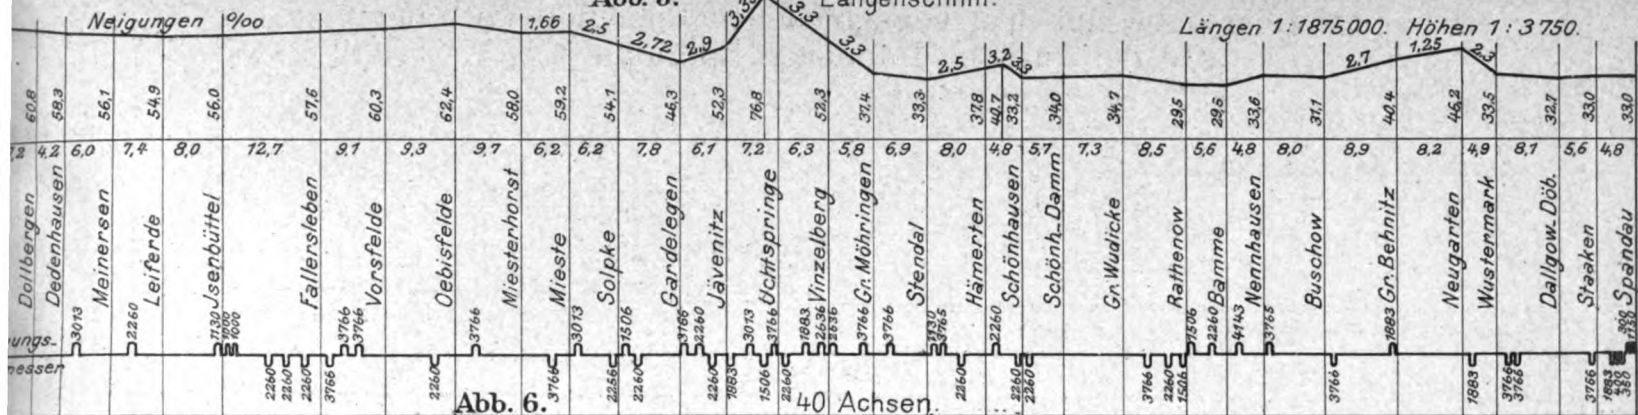 Längenschnitt.
Neigungen ‰ 1,66 2,5 2,72 2,9 3,3 3,3 2,5 3,2 3,3 2,7 1,25 2,3
Längen 1:1875000. Höhen 1:3750.
60,8 58,3 56,1 54,9 56,0 57,6 60,3 62,4 58,0 59,2 54,1 46,3 52,3 76,8 52,3 37,4 33,3 37,8 40,7 33,2 34,0 34,7 29,5 29,6 33,6 31,1 40,4 46,2 33,5 32,7 33,0 33,0
4,2 6,0 7,4 8,0 12,7 9,1 9,3 9,7 6,2 6,2 7,8 6,1 7,2 6,3 5,8 6,9 8,0 4,8 5,7 7,3 8,5 5,6 4,8 8,0 8,9 8,2 4,9 8,1 5,6 4,8
Dollbergen Dedenhausen Meinersen Leiferde Jsenbüttel Fallersleben Vorsfelde Oebisfelde Miesterhorst Mieste Solpke Gardelegen Jävenitz Uchtspringe Vinzelberg Gr. Möhringen Stendal Hämerten Schönhausen Schönh. Damm Gr. Wudicke Rathenow Bamme Nennhausen Buschow Gr. Behnitz Neugarten Wustermark Dallgow. Döb. Staaken Spandau
3013 2260 1130 1000 1000 3766 3766 3766 3013 1506 3766 2260 3013 3766 1883 2636 2636 3766 3766 1130 3765 2260 1506 2260 4143 3765 1883
2260 2260 2260 3766 2260 3766 2256 2260 2260 1883 1506 2260 2260 2260 2260 3766 2260 1506 3766 1883 3766 3766 3766 1883
Abb. 6. 40 Achsen.